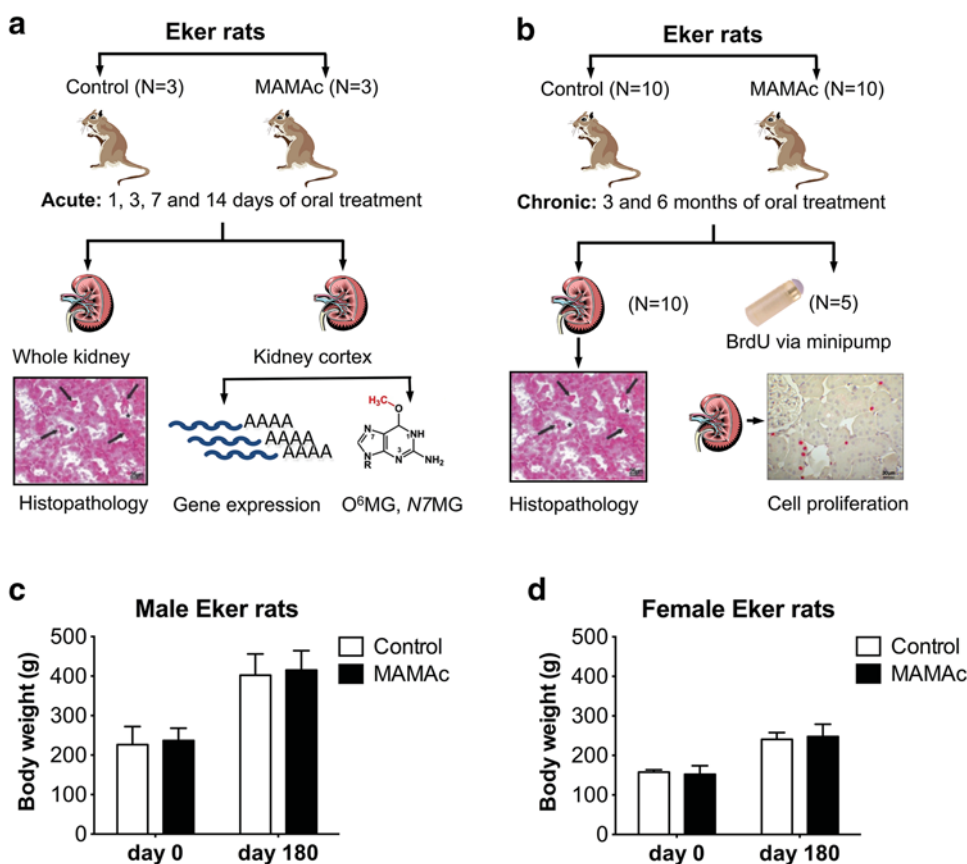 a
Eker rats
Control (N=3) MAMAc (N=3)
Acute: 1, 3, 7 and 14 days of oral treatment
Whole kidney Kidney cortex
AAAA
AAAA
AAAA
H₃C
O
N
7
N
R
1
NH
3
N
NH₂
Histopathology Gene expression O⁶MG, N7MG
b
Eker rats
Control (N=10) MAMAc (N=10)
Chronic: 3 and 6 months of oral treatment
(N=10) (N=5)
BrdU via minipump
Histopathology Cell proliferation
c
Male Eker rats
Body weight (g)
500
400
300
200
100
0
day 0 day 180
Control
MAMAc
d
Female Eker rats
Body weight (g)
500
400
300
200
100
0
day 0 day 180
Control
MAMAc